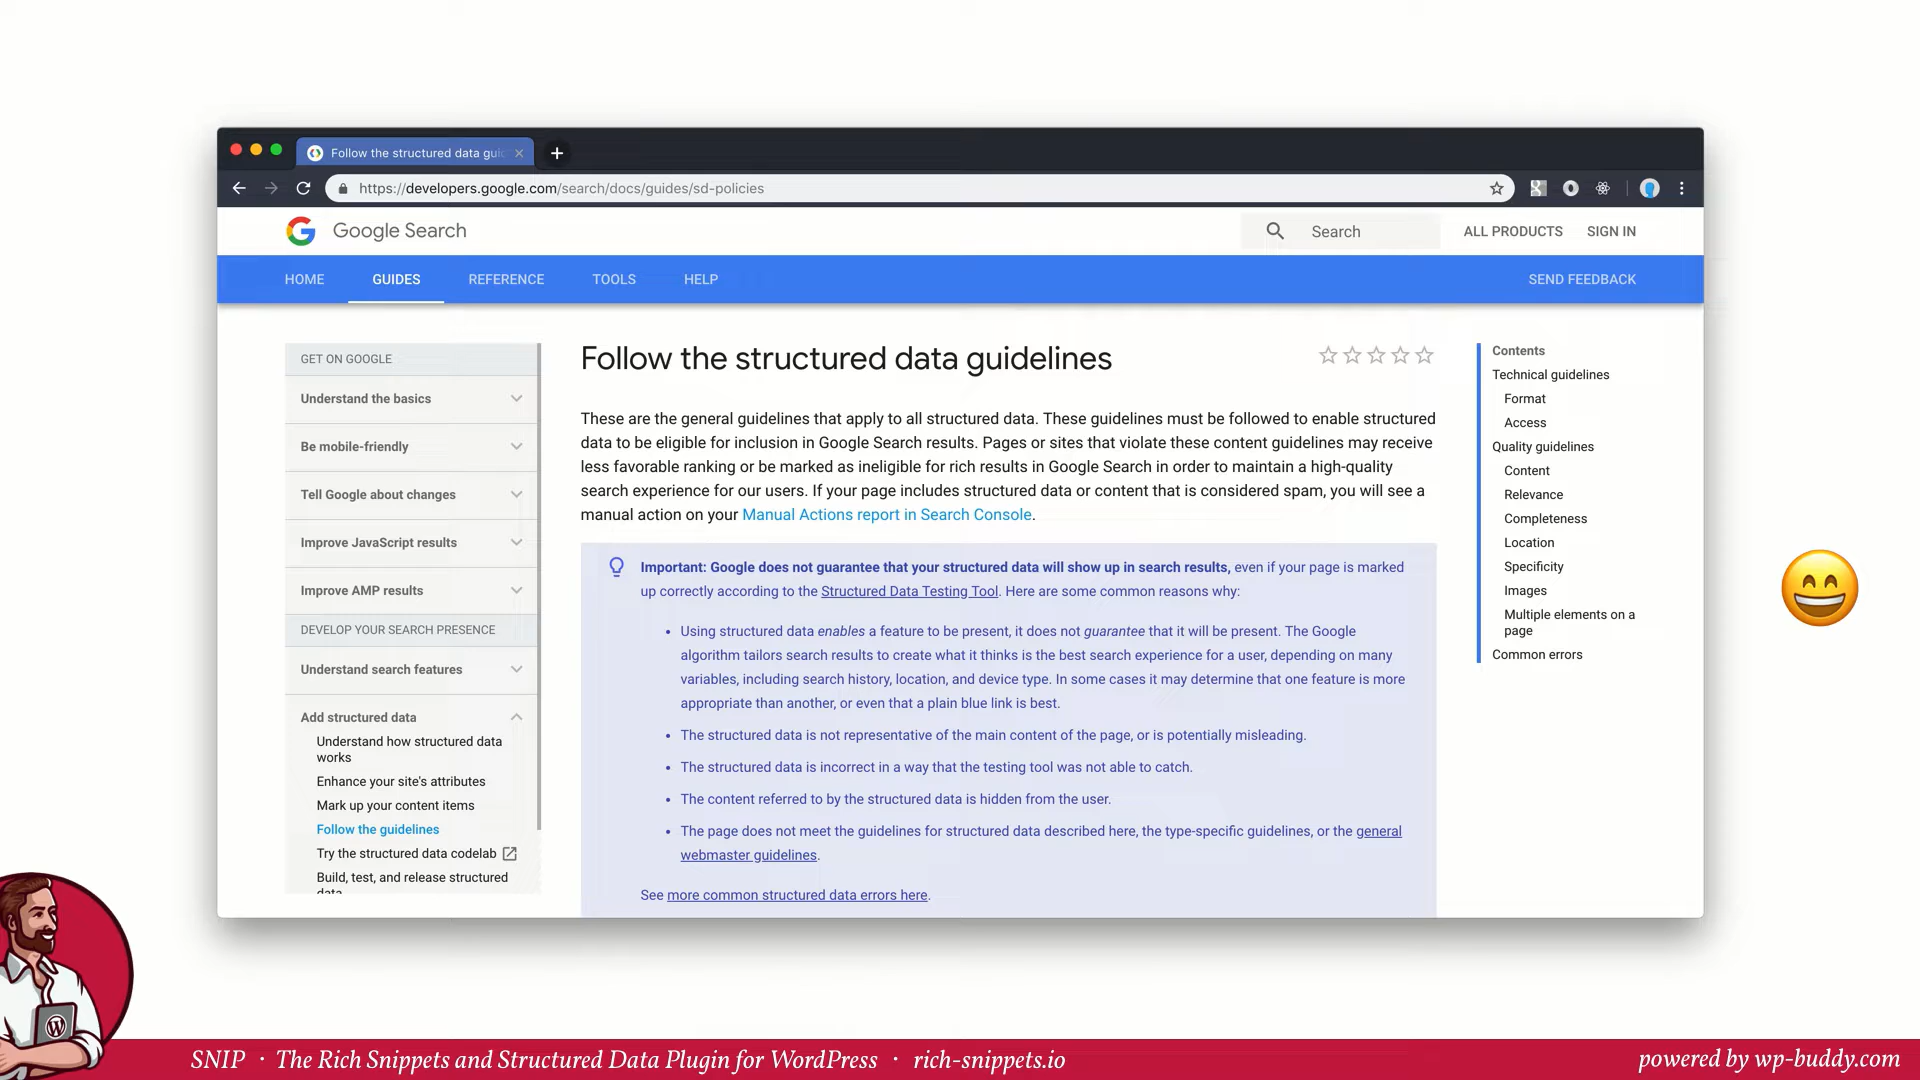 Follow the structured data gui
https://developers.google.com/search/docs/guides/sd-policies
Google Search
Search
ALL PRODUCTS
SIGN IN
HOME
GUIDES
REFERENCE
TOOLS
HELP
SEND FEEDBACK
GET ON GOOGLE
Understand the basics
Be mobile-friendly
Tell Google about changes
Improve JavaScript results
Improve AMP results
DEVELOP YOUR SEARCH PRESENCE
Understand search features
Add structured data
Understand how structured data
works
Enhance your site's attributes
Mark up your content items
Follow the guidelines
Try the structured data codelab
Build, test, and release structured
data
Follow the structured data guidelines
These are the general guidelines that apply to all structured data. These guidelines must be followed to enable structured
data to be eligible for inclusion in Google Search results. Pages or sites that violate these content guidelines may receive
less favorable ranking or be marked as ineligible for rich results in Google Search in order to maintain a high-quality
search experience for our users. If your page includes structured data or content that is considered spam, you will see a
manual action on your Manual Actions report in Search Console.
Important: Google does not guarantee that your structured data will show up in search results, even if your page is marked
up correctly according to the Structured Data Testing Tool. Here are some common reasons why:
• Using structured data enables a feature to be present, it does not guarantee that it will be present. The Google
algorithm tailors search results to create what it thinks is the best search experience for a user, depending on many
variables, including search history, location, and device type. In some cases it may determine that one feature is more
appropriate than another, or even that a plain blue link is best.
• The structured data is not representative of the main content of the page, or is potentially misleading.
• The structured data is incorrect in a way that the testing tool was not able to catch.
• The content referred to by the structured data is hidden from the user.
• The page does not meet the guidelines for structured data described here, the type-specific guidelines, or the general
webmaster guidelines.
See more common structured data errors here.
Contents
Technical guidelines
Format
Access
Quality guidelines
Content
Relevance
Completeness
Location
Specificity
Images
Multiple elements on a
page
Common errors
SNIP · The Rich Snippets and Structured Data Plugin for WordPress · rich-snippets.io
powered by wp-buddy.com